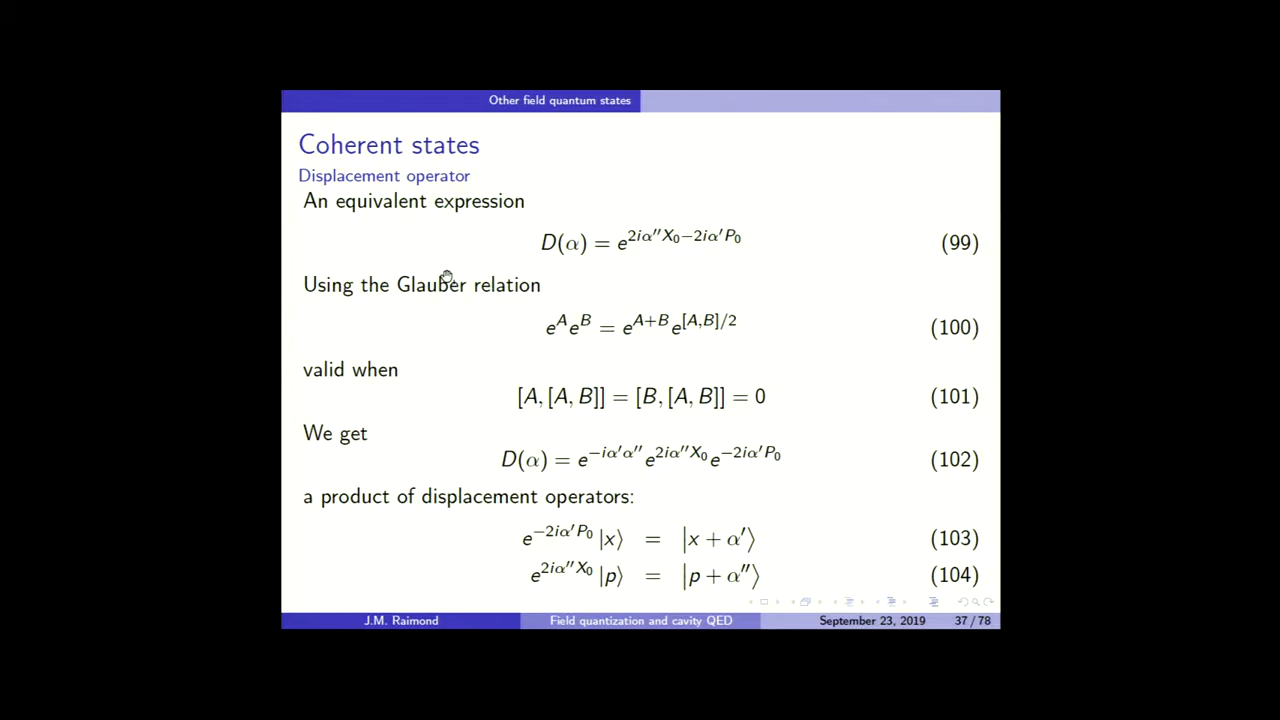 Other field quantum states
Coherent states
Displacement operator
An equivalent expression
D(α) = e^{2iα″X₀−2iα′P₀} (99)
Using the Glauber relation
e^A e^B = e^{A+B} e^{[A,B]/2} (100)
valid when
[A, [A, B]] = [B, [A, B]] = 0 (101)
We get
D(α) = e^{−iα′α″} e^{2iα″X₀} e^{−2iα′P₀} (102)
a product of displacement operators:
e^{−2iα′P₀} |x⟩ = |x + α′⟩ (103)
e^{2iα″X₀} |p⟩ = |p + α″⟩ (104)
J.M. Raimond Field quantization and cavity QED September 23, 2019 37 / 78